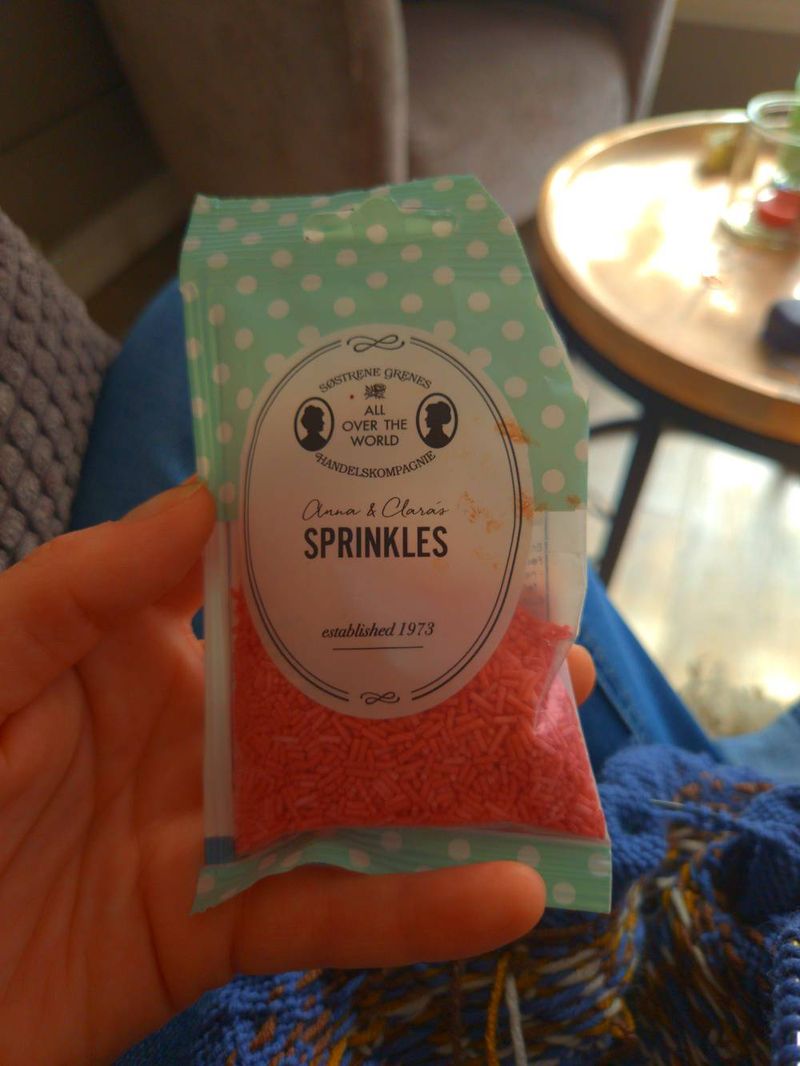 SØSTRENE GRENES
ALL
OVER THE
WORLD
HANDELSKOMPAGNIE
Anna & Clara's
SPRINKLES
established 1973